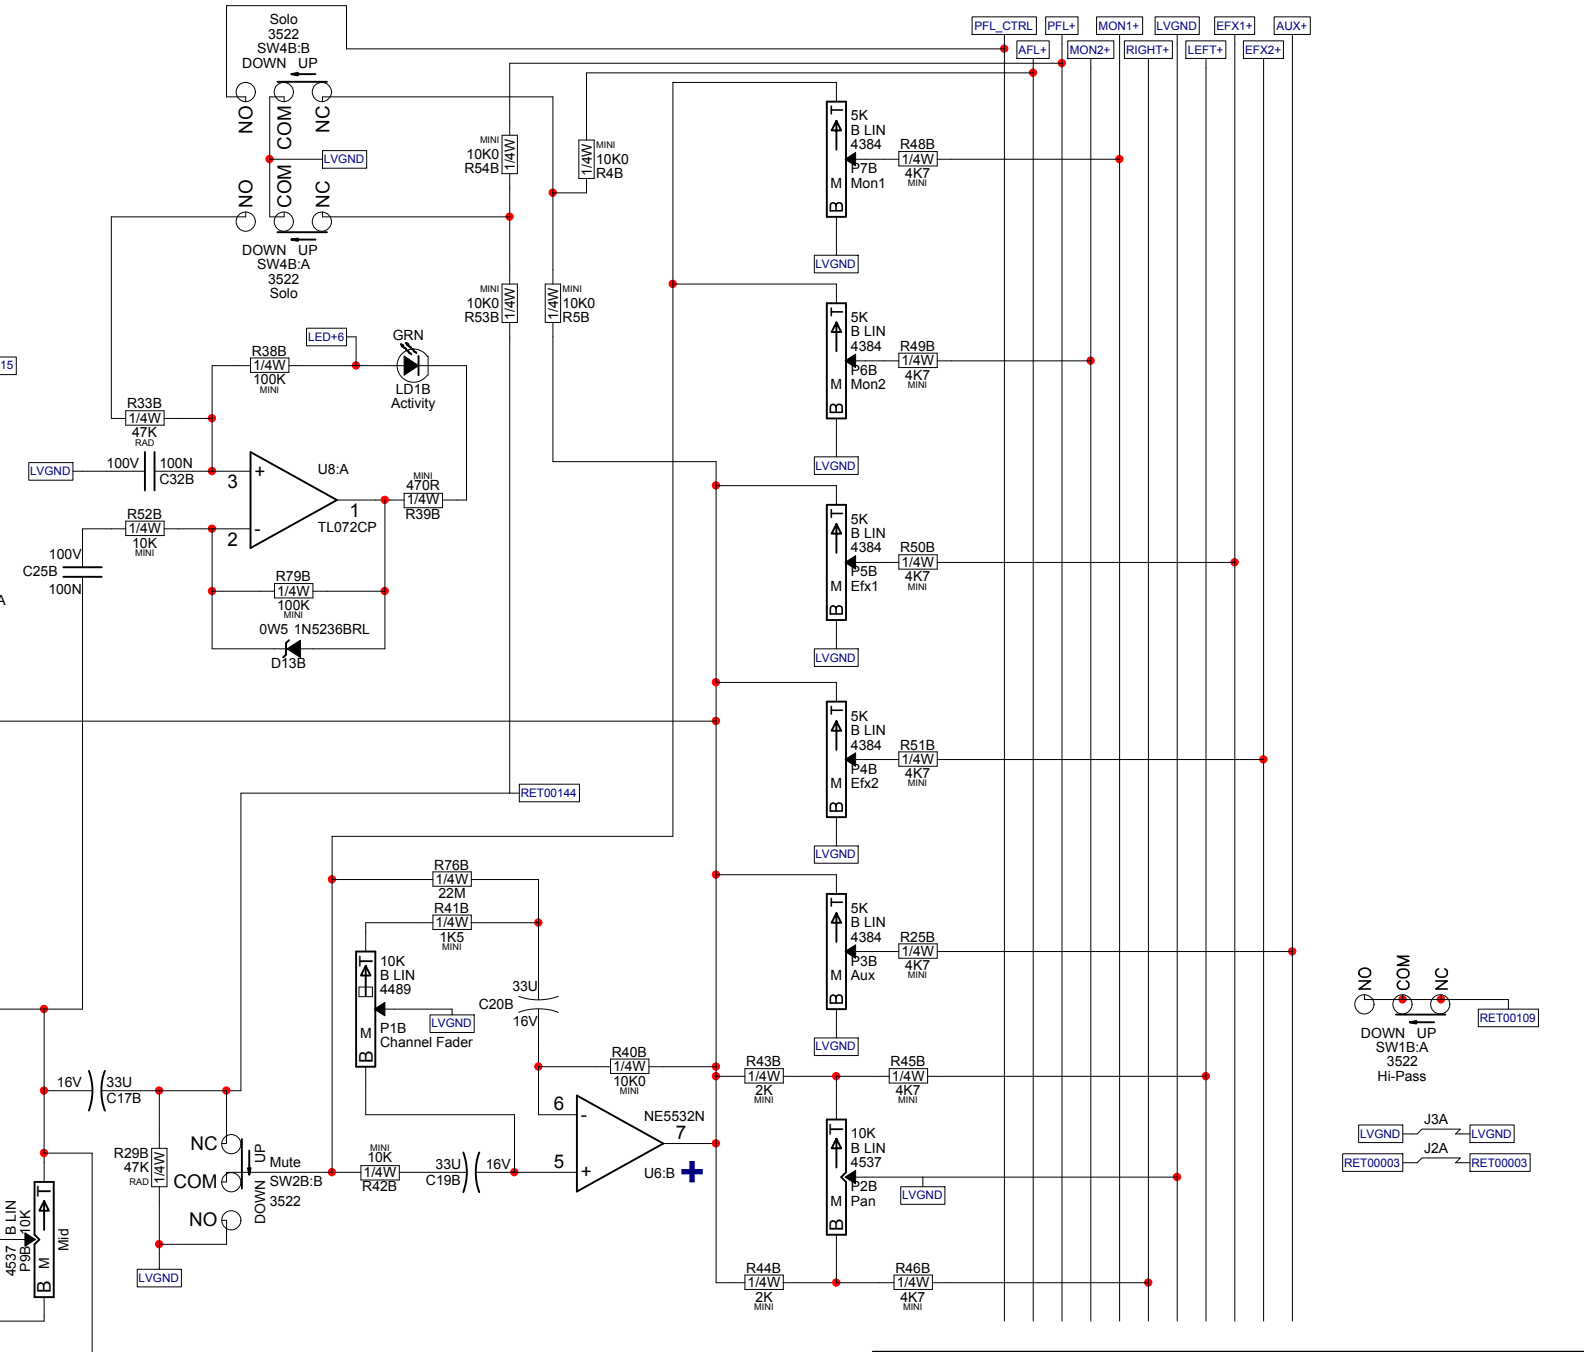 Solo
3522
SW4B:B
DOWN UP
NO
COM
NC
LVGND
NO
COM
NC
DOWN UP
SW4B:A
3522
Solo
PFL_CTRL
PFL+
MON1+
LVGND
EFX1+
AUX+
AFL+
MON2+
RIGHT+
LEFT+
EFX2+
MINI
10K0
R54B
1/4W
1/4W
MINI
10K0
R4B
MINI
10K0
R53B
1/4W
1/4W
MINI
10K0
R5B
T
M
B
5K
B LIN
4384
P7B
Mon1
R48B
1/4W
4K7
MINI
LVGND
T
M
B
5K
B LIN
4384
P6B
Mon2
R49B
1/4W
4K7
MINI
LVGND
T
M
B
5K
B LIN
4384
P5B
Efx1
R50B
1/4W
4K7
MINI
LVGND
T
M
B
5K
B LIN
4384
P4B
Efx2
R51B
1/4W
4K7
MINI
LVGND
T
M
B
5K
B LIN
4384
P3B
Aux
R25B
1/4W
4K7
MINI
LVGND
15
LED+6
GRN
LD1B
Activity
R38B
1/4W
100K
MINI
R33B
1/4W
47K
RAD
LVGND
100V
100N
C32B
3
+
U8:A
2
-
1
TL072CP
MINI
470R
1/4W
R39B
R52B
1/4W
10K
MINI
100V
C25B
100N
A
R79B
1/4W
100K
MINI
0W5 1N5236BRL
D13B
RET00144
R76B
1/4W
22M
R41B
1/4W
1K5
MINI
T
M
B
10K
B LIN
4489
P1B
Channel Fader
LVGND
33U
C20B
16V
R40B
1/4W
10K0
MINI
6
-
5
+
NE5532N
7
U6:B
16V
33U
C17B
R29B
47K
RAD
1/4W
NC
COM
NO
UP
DOWN
Mute
SW2B:B
3522
LVGND
MINI
10K
1/4W
R42B
33U
C19B
16V
4537 B LIN
P9B 10K
T
M
B
Mid
R43B
1/4W
2K
MINI
R45B
1/4W
4K7
MINI
T
M
B
10K
B LIN
4537
P2B
Pan
LVGND
R44B
1/4W
2K
MINI
R46B
1/4W
4K7
MINI
NO
COM
NC
RET00109
DOWN UP
SW1B:A
3522
Hi-Pass
J3A
LVGND
LVGND
J2A
RET00003
RET00003